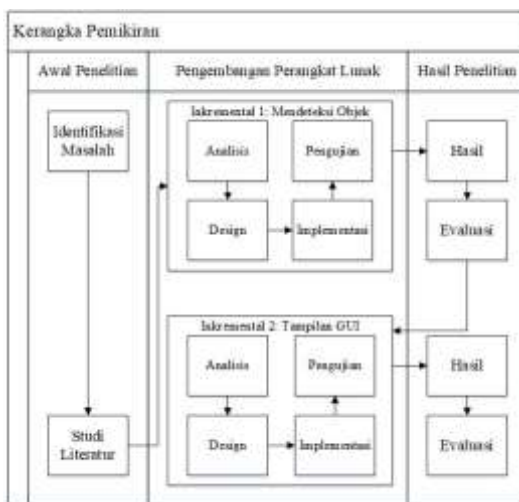 Kerangka Pemikiran
Awal Penelitian
Pengembangan Perangkat Lunak
Hasil Penelitian
Identifikasi
Masalah
Studi
Literatur
Inkremental 1: Mendeteksi Objek
Analisis
Pengujian
Design
Implementasi
Hasil
Evaluasi
Inkremental 2: Tampilan GUI
Analisis
Pengujian
Design
Implementasi
Hasil
Evaluasi